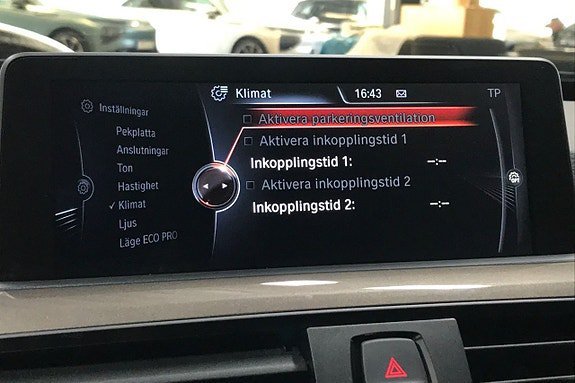 Klimat 16:43 TP
Inställningar
Pekplatta
Anslutningar
Ton
Hastighet
✓ Klimat
Ljus
Läge ECO PRO
Aktivera parkeringsventilation
Aktivera inkopplingstid 1
Inkopplingstid 1: --:--
Aktivera inkopplingstid 2
Inkopplingstid 2: --:--